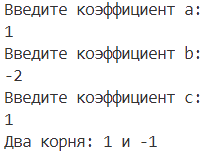 Введите коэффициент a:
1
Введите коэффициент b:
-2
Введите коэффициент c:
1
Два корня: 1 и -1